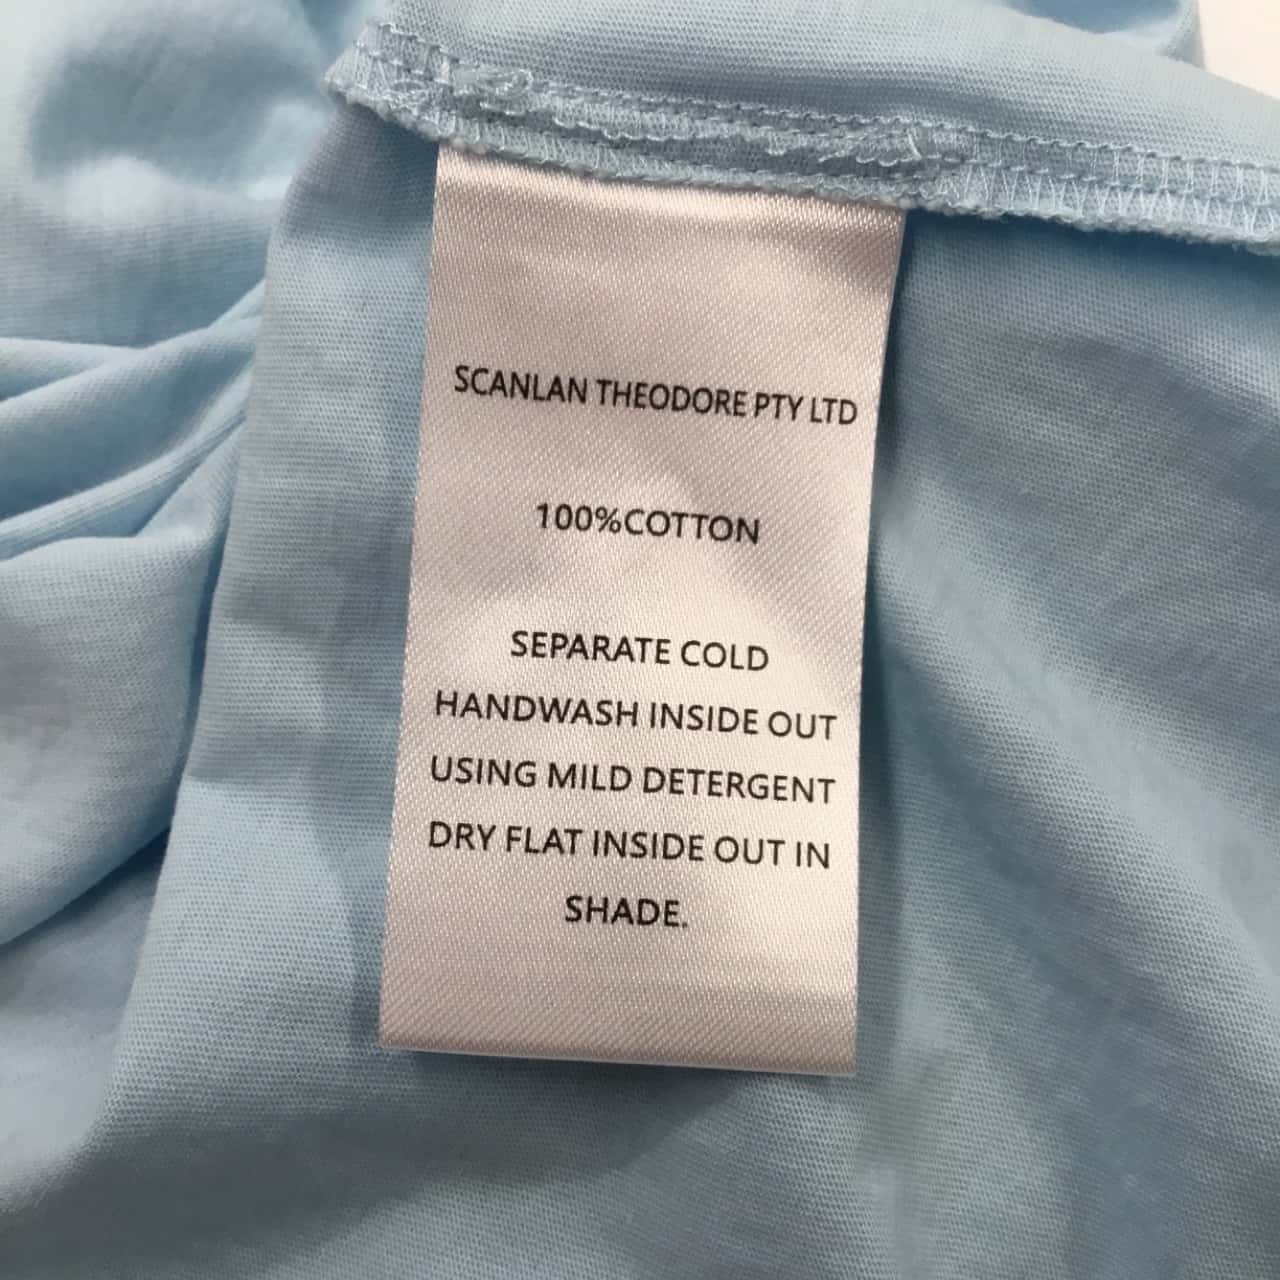 SCANLAN THEODORE PTY LTD
100%COTTON
SEPARATE COLD
HANDWASH INSIDE OUT
USING MILD DETERGENT
DRY FLAT INSIDE OUT IN
SHADE.